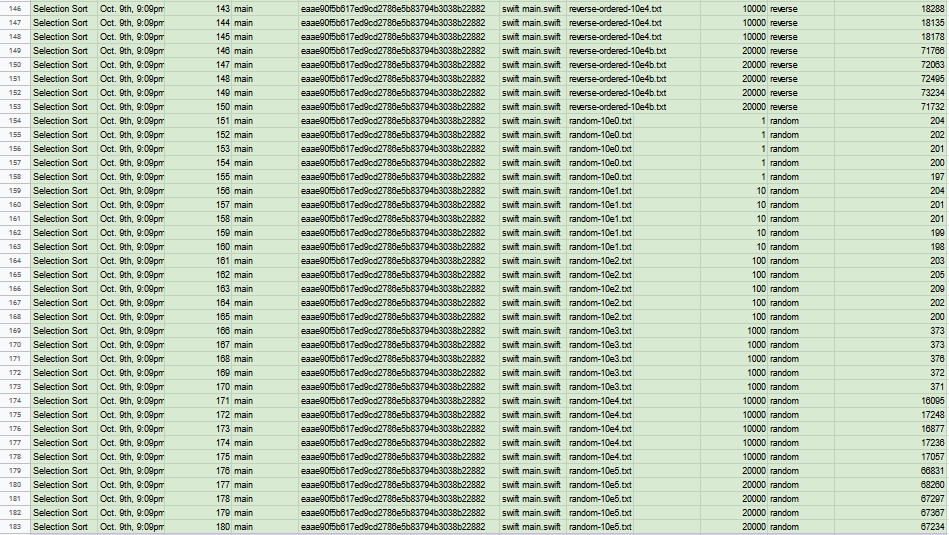 146 Selection Sort Oct. 9th, 9:09pm 143 main eaae90f5b617ed9cd2786e5b83794b3038b22882 swift main.swift reverse-ordered-10e4.txt 10000 reverse 18288
147 Selection Sort Oct. 9th, 9:09pm 144 main eaae90f5b617ed9cd2786e5b83794b3038b22882 swift main.swift reverse-ordered-10e4.txt 10000 reverse 18135
148 Selection Sort Oct. 9th, 9:09pm 145 main eaae90f5b617ed9cd2786e5b83794b3038b22882 swift main.swift reverse-ordered-10e4.txt 10000 reverse 18178
149 Selection Sort Oct. 9th, 9:09pm 146 main eaae90f5b617ed9cd2786e5b83794b3038b22882 swift main.swift reverse-ordered-10e4b.txt 20000 reverse 71766
150 Selection Sort Oct. 9th, 9:09pm 147 main eaae90f5b617ed9cd2786e5b83794b3038b22882 swift main.swift reverse-ordered-10e4b.txt 20000 reverse 72063
151 Selection Sort Oct. 9th, 9:09pm 148 main eaae90f5b617ed9cd2786e5b83794b3038b22882 swift main.swift reverse-ordered-10e4b.txt 20000 reverse 72495
152 Selection Sort Oct. 9th, 9:09pm 149 main eaae90f5b617ed9cd2786e5b83794b3038b22882 swift main.swift reverse-ordered-10e4b.txt 20000 reverse 73234
153 Selection Sort Oct. 9th, 9:09pm 150 main eaae90f5b617ed9cd2786e5b83794b3038b22882 swift main.swift reverse-ordered-10e4b.txt 20000 reverse 71732
154 Selection Sort Oct. 9th, 9:09pm 151 main eaae90f5b617ed9cd2786e5b83794b3038b22882 swift main.swift random-10e0.txt 1 random 204
155 Selection Sort Oct. 9th, 9:09pm 152 main eaae90f5b617ed9cd2786e5b83794b3038b22882 swift main.swift random-10e0.txt 1 random 202
156 Selection Sort Oct. 9th, 9:09pm 153 main eaae90f5b617ed9cd2786e5b83794b3038b22882 swift main.swift random-10e0.txt 1 random 201
157 Selection Sort Oct. 9th, 9:09pm 154 main eaae90f5b617ed9cd2786e5b83794b3038b22882 swift main.swift random-10e0.txt 1 random 200
158 Selection Sort Oct. 9th, 9:09pm 155 main eaae90f5b617ed9cd2786e5b83794b3038b22882 swift main.swift random-10e0.txt 1 random 197
159 Selection Sort Oct. 9th, 9:09pm 156 main eaae90f5b617ed9cd2786e5b83794b3038b22882 swift main.swift random-10e1.txt 10 random 204
160 Selection Sort Oct. 9th, 9:09pm 157 main eaae90f5b617ed9cd2786e5b83794b3038b22882 swift main.swift random-10e1.txt 10 random 201
161 Selection Sort Oct. 9th, 9:09pm 158 main eaae90f5b617ed9cd2786e5b83794b3038b22882 swift main.swift random-10e1.txt 10 random 201
162 Selection Sort Oct. 9th, 9:09pm 159 main eaae90f5b617ed9cd2786e5b83794b3038b22882 swift main.swift random-10e1.txt 10 random 199
163 Selection Sort Oct. 9th, 9:09pm 160 main eaae90f5b617ed9cd2786e5b83794b3038b22882 swift main.swift random-10e1.txt 10 random 198
164 Selection Sort Oct. 9th, 9:09pm 161 main eaae90f5b617ed9cd2786e5b83794b3038b22882 swift main.swift random-10e2.txt 100 random 203
165 Selection Sort Oct. 9th, 9:09pm 162 main eaae90f5b617ed9cd2786e5b83794b3038b22882 swift main.swift random-10e2.txt 100 random 205
166 Selection Sort Oct. 9th, 9:09pm 163 main eaae90f5b617ed9cd2786e5b83794b3038b22882 swift main.swift random-10e2.txt 100 random 209
167 Selection Sort Oct. 9th, 9:09pm 164 main eaae90f5b617ed9cd2786e5b83794b3038b22882 swift main.swift random-10e2.txt 100 random 202
168 Selection Sort Oct. 9th, 9:09pm 165 main eaae90f5b617ed9cd2786e5b83794b3038b22882 swift main.swift random-10e2.txt 100 random 200
169 Selection Sort Oct. 9th, 9:09pm 166 main eaae90f5b617ed9cd2786e5b83794b3038b22882 swift main.swift random-10e3.txt 1000 random 373
170 Selection Sort Oct. 9th, 9:09pm 167 main eaae90f5b617ed9cd2786e5b83794b3038b22882 swift main.swift random-10e3.txt 1000 random 373
171 Selection Sort Oct. 9th, 9:09pm 168 main eaae90f5b617ed9cd2786e5b83794b3038b22882 swift main.swift random-10e3.txt 1000 random 376
172 Selection Sort Oct. 9th, 9:09pm 169 main eaae90f5b617ed9cd2786e5b83794b3038b22882 swift main.swift random-10e3.txt 1000 random 372
173 Selection Sort Oct. 9th, 9:09pm 170 main eaae90f5b617ed9cd2786e5b83794b3038b22882 swift main.swift random-10e3.txt 1000 random 371
174 Selection Sort Oct. 9th, 9:09pm 171 main eaae90f5b617ed9cd2786e5b83794b3038b22882 swift main.swift random-10e4.txt 10000 random 16095
175 Selection Sort Oct. 9th, 9:09pm 172 main eaae90f5b617ed9cd2786e5b83794b3038b22882 swift main.swift random-10e4.txt 10000 random 17248
176 Selection Sort Oct. 9th, 9:09pm 173 main eaae90f5b617ed9cd2786e5b83794b3038b22882 swift main.swift random-10e4.txt 10000 random 16877
177 Selection Sort Oct. 9th, 9:09pm 174 main eaae90f5b617ed9cd2786e5b83794b3038b22882 swift main.swift random-10e4.txt 10000 random 17236
178 Selection Sort Oct. 9th, 9:09pm 175 main eaae90f5b617ed9cd2786e5b83794b3038b22882 swift main.swift random-10e4.txt 10000 random 17057
179 Selection Sort Oct. 9th, 9:09pm 176 main eaae90f5b617ed9cd2786e5b83794b3038b22882 swift main.swift random-10e5.txt 20000 random 66831
180 Selection Sort Oct. 9th, 9:09pm 177 main eaae90f5b617ed9cd2786e5b83794b3038b22882 swift main.swift random-10e5.txt 20000 random 68260
181 Selection Sort Oct. 9th, 9:09pm 178 main eaae90f5b617ed9cd2786e5b83794b3038b22882 swift main.swift random-10e5.txt 20000 random 67297
182 Selection Sort Oct. 9th, 9:09pm 179 main eaae90f5b617ed9cd2786e5b83794b3038b22882 swift main.swift random-10e5.txt 20000 random 67367
183 Selection Sort Oct. 9th, 9:09pm 180 main eaae90f5b617ed9cd2786e5b83794b3038b22882 swift main.swift random-10e5.txt 20000 random 67234